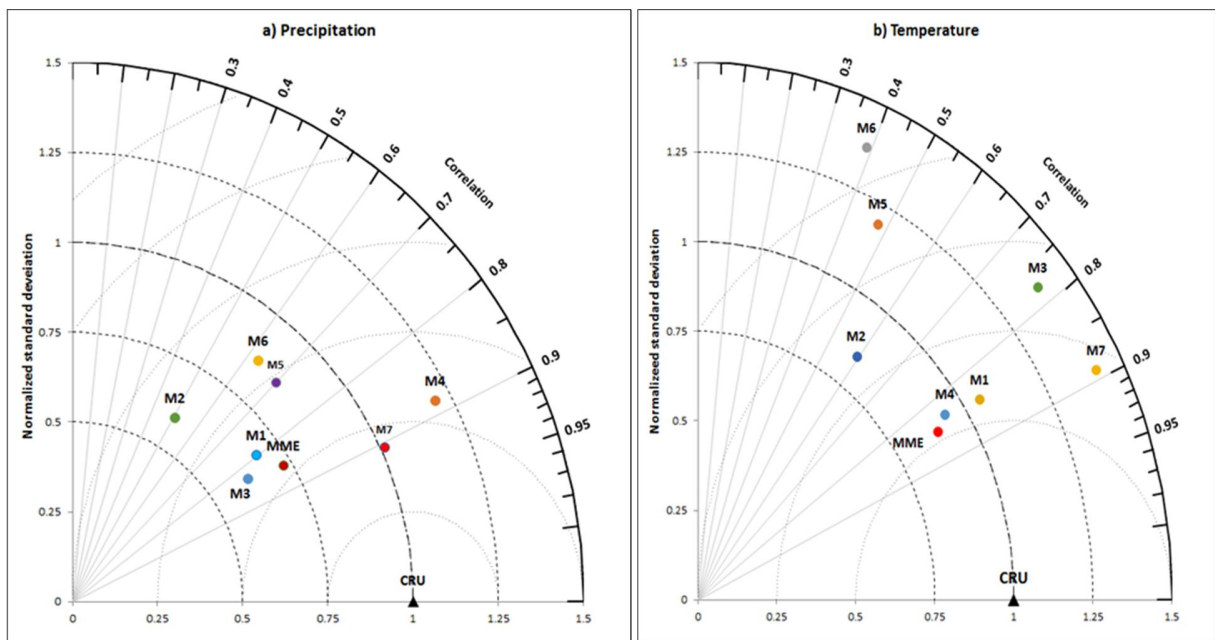 a) Precipitation
1.5
1.25
1
0.75
0.5
0.25
0
Normalized standard deveiation
0.3
0.4
0.5
0.6
0.7
0.8
0.9
0.95
Correlation
M6
M5
M2
M4
M7
M1
MME
M3
CRU
0
0.25
0.5
0.75
1
1.25
1.5
b) Temperature
1.5
1.25
1
0.75
0.5
0.25
0
Normalizeed standard deviation
0.3
0.4
0.5
0.6
0.7
0.8
0.9
0.95
Correlation
M6
M5
M3
M2
M7
M1
M4
MME
CRU
0
0.25
0.5
0.75
1
1.25
1.5